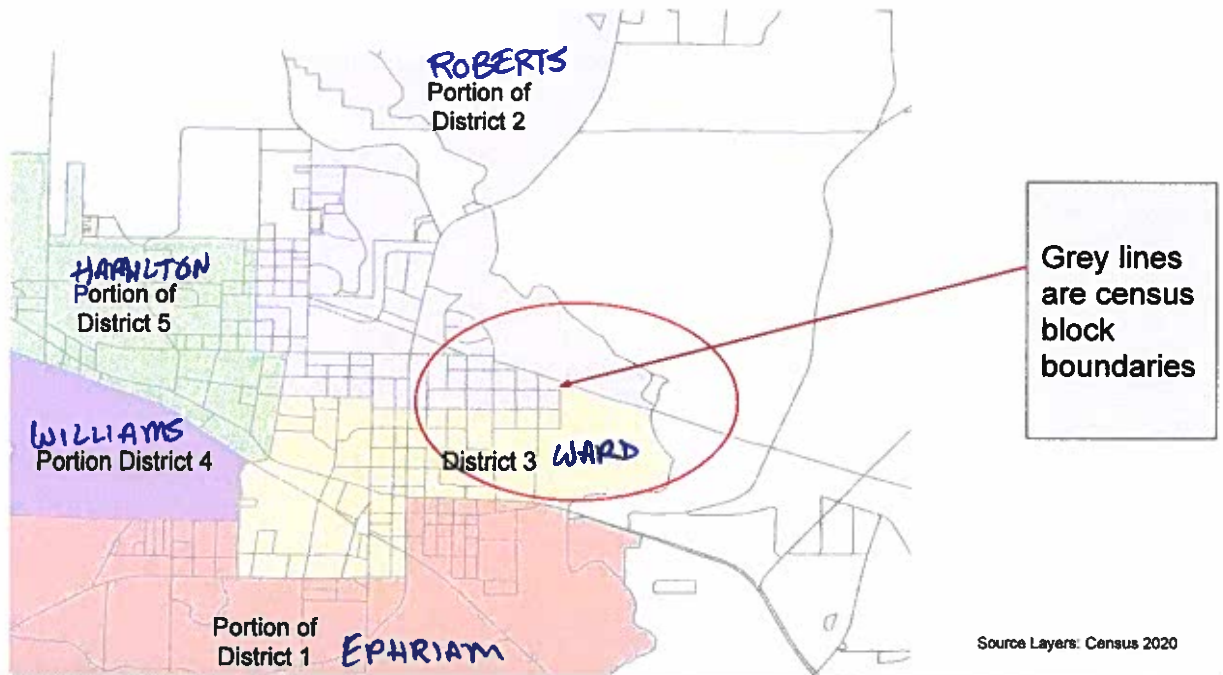 ROBERTS
Portion of
District 2
Grey lines
are census
block
boundaries
HAMILTON
Portion of
District 5
WILLIAMS
Portion District 4
District 3 WARD
Portion of
District 1 EPHRIAM
Source Layers: Census 2020